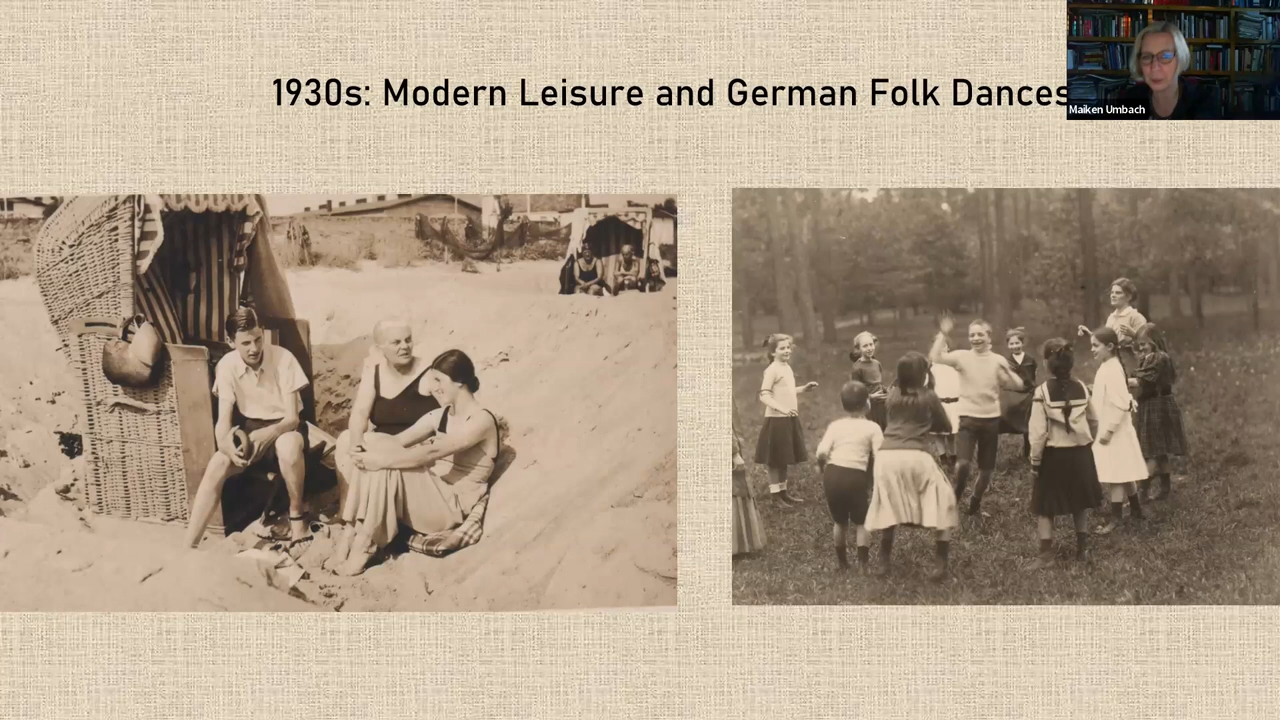 1930s: Modern Leisure and German Folk Dances
Maiken Umbach